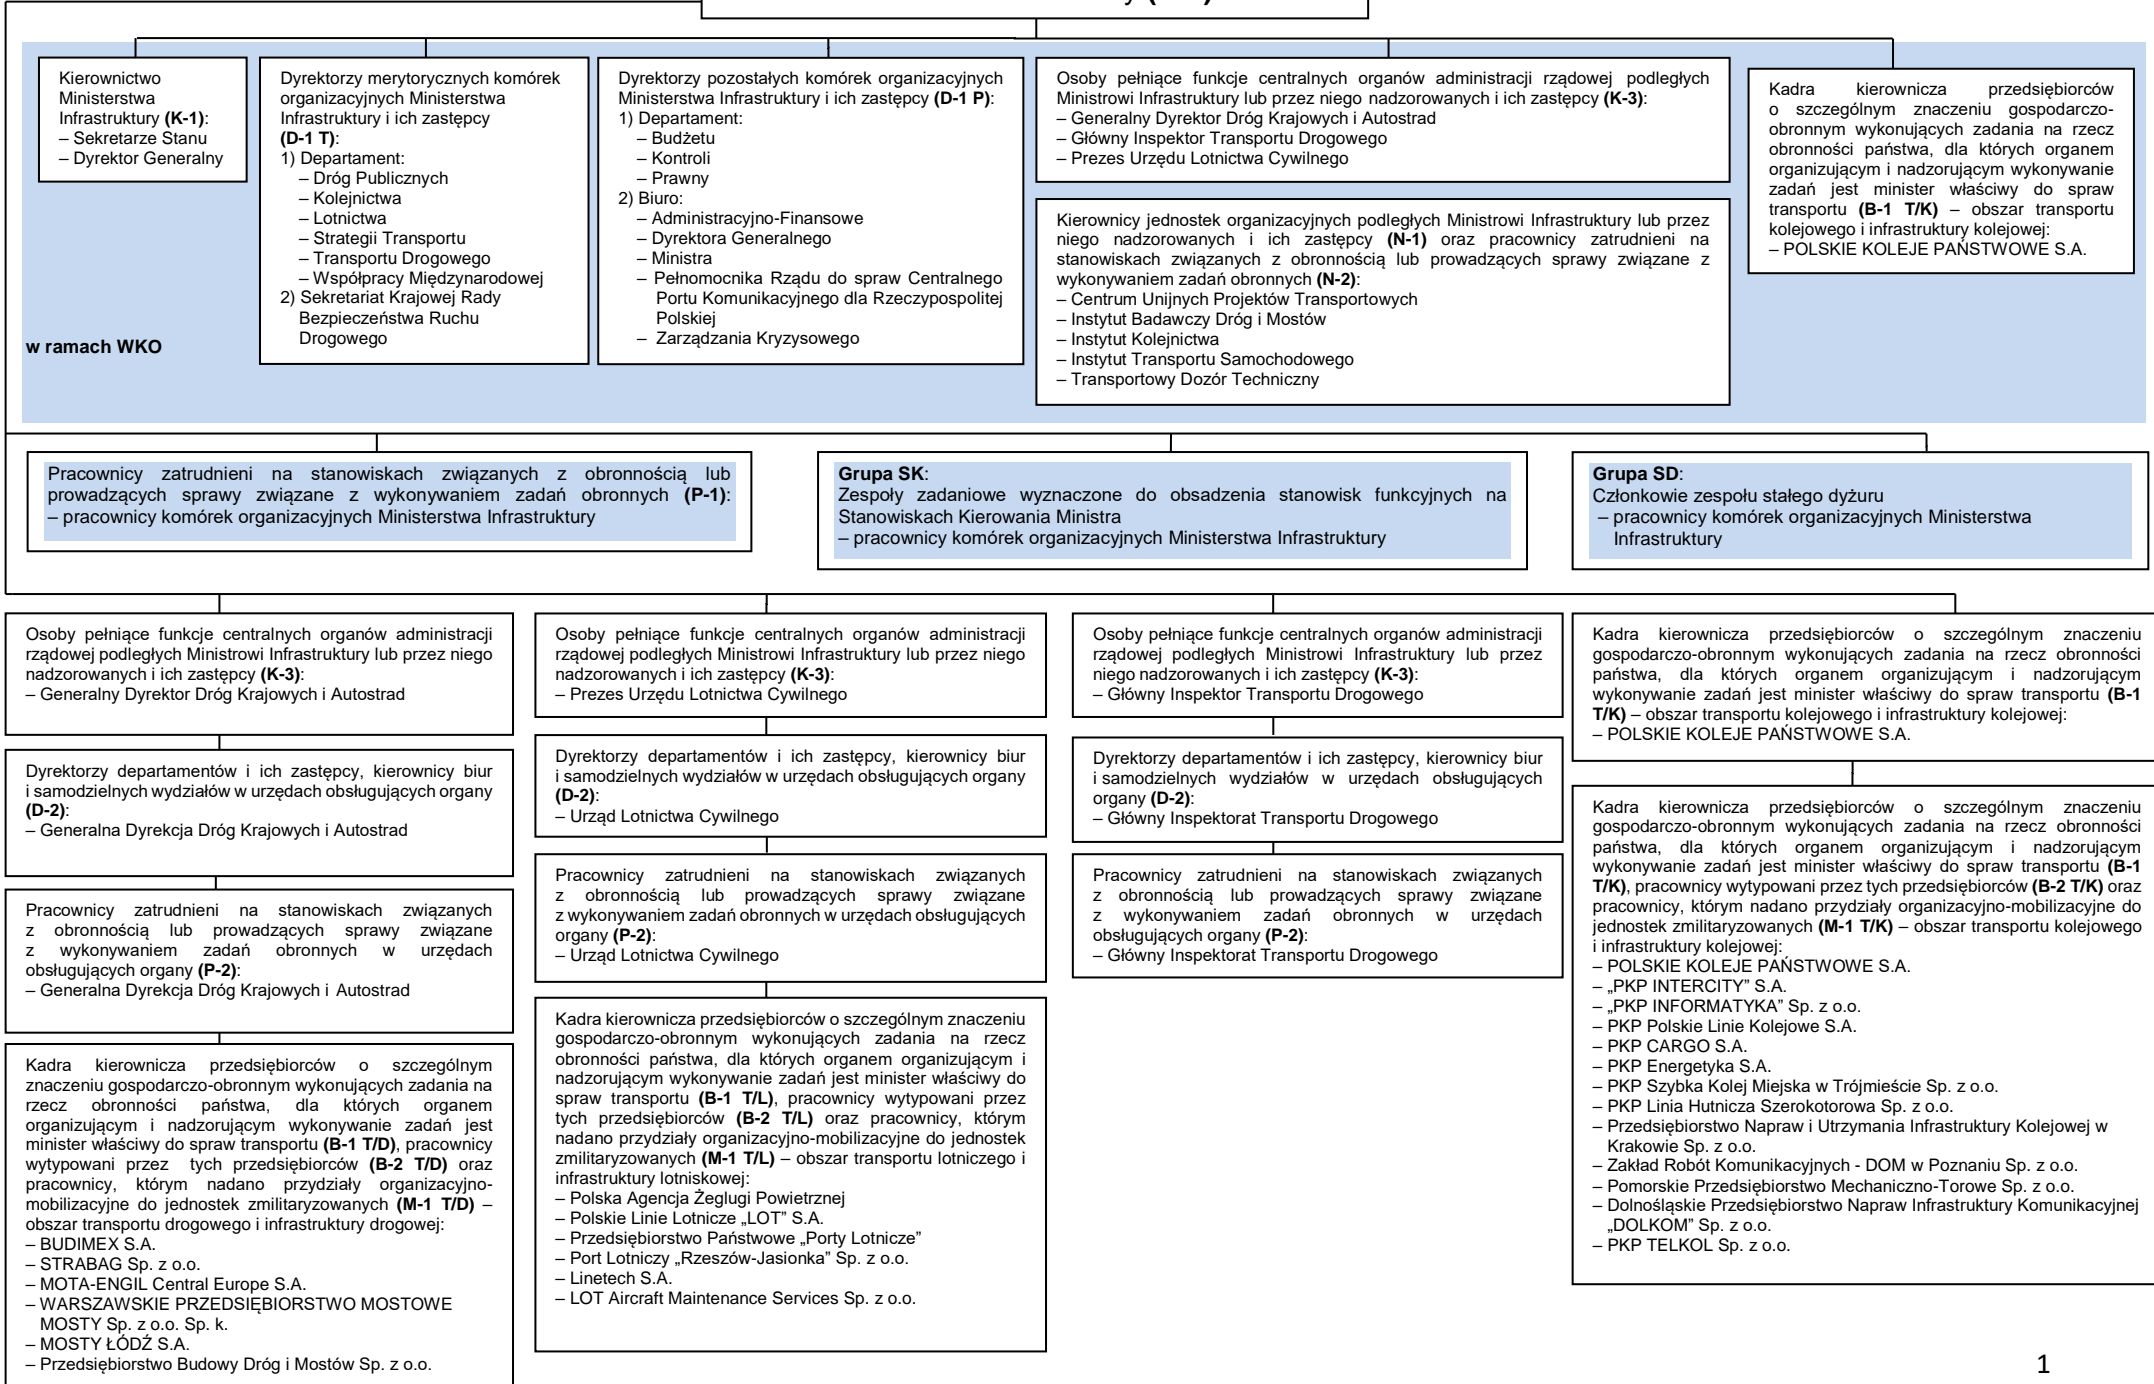 Kierownictwo
Ministerstwa
Infrastruktury (K-1):
– Sekretarze Stanu
– Dyrektor Generalny
Dyrektorzy merytorycznych komórek
organizacyjnych Ministerstwa
Infrastruktury i ich zastępcy
(D-1 T):
1) Departament:
– Dróg Publicznych
– Kolejnictwa
– Lotnictwa
– Strategii Transportu
– Transportu Drogowego
– Współpracy Międzynarodowej
2) Sekretariat Krajowej Rady
Bezpieczeństwa Ruchu
Drogowego
Dyrektorzy pozostałych komórek organizacyjnych
Ministerstwa Infrastruktury i ich zastępcy (D-1 P):
1) Departament:
– Budżetu
– Kontroli
– Prawny
2) Biuro:
– Administracyjno-Finansowe
– Dyrektora Generalnego
– Ministra
– Pełnomocnika Rządu do spraw Centralnego
Portu Komunikacyjnego dla Rzeczypospolitej
Polskiej
– Zarządzania Kryzysowego
Osoby pełniące funkcje centralnych organów administracji rządowej podległych
Ministrowi Infrastruktury lub przez niego nadzorowanych i ich zastępcy (K-3):
– Generalny Dyrektor Dróg Krajowych i Autostrad
– Główny Inspektor Transportu Drogowego
– Prezes Urzędu Lotnictwa Cywilnego
Kierownicy jednostek organizacyjnych podległych Ministrowi Infrastruktury lub przez
niego nadzorowanych i ich zastępcy (N-1) oraz pracownicy zatrudnieni na
stanowiskach związanych z obronnością lub prowadzących sprawy związane z
wykonywaniem zadań obronnych (N-2):
– Centrum Unijnych Projektów Transportowych
– Instytut Badawczy Dróg i Mostów
– Instytut Kolejnictwa
– Instytut Transportu Samochodowego
– Transportowy Dozór Techniczny
Kadra kierownicza przedsiębiorców
o szczególnym znaczeniu gospodarczo-
obronnym wykonujących zadania na rzecz
obronności państwa, dla których organem
organizującym i nadzorującym wykonywanie
zadań jest minister właściwy do spraw
transportu (B-1 T/K) – obszar transportu
kolejowego i infrastruktury kolejowej:
– POLSKIE KOLEJE PAŃSTWOWE S.A.
w ramach WKO
Pracownicy zatrudnieni na stanowiskach związanych z obronnością lub
prowadzących sprawy związane z wykonywaniem zadań obronnych (P-1):
– pracownicy komórek organizacyjnych Ministerstwa Infrastruktury
Grupa SK:
Zespoły zadaniowe wyznaczone do obsadzenia stanowisk funkcyjnych na
Stanowiskach Kierowania Ministra
– pracownicy komórek organizacyjnych Ministerstwa Infrastruktury
Grupa SD:
Członkowie zespołu stałego dyżuru
– pracownicy komórek organizacyjnych Ministerstwa
Infrastruktury
Osoby pełniące funkcje centralnych organów administracji
rządowej podległych Ministrowi Infrastruktury lub przez niego
nadzorowanych i ich zastępcy (K-3):
– Generalny Dyrektor Dróg Krajowych i Autostrad
Dyrektorzy departamentów i ich zastępcy, kierownicy biur
i samodzielnych wydziałów w urzędach obsługujących organy
(D-2):
– Generalna Dyrekcja Dróg Krajowych i Autostrad
Pracownicy zatrudnieni na stanowiskach związanych
z obronnością lub prowadzących sprawy związane
z wykonywaniem zadań obronnych w urzędach
obsługujących organy (P-2):
– Generalna Dyrekcja Dróg Krajowych i Autostrad
Kadra kierownicza przedsiębiorców o szczególnym
znaczeniu gospodarczo-obronnym wykonujących zadania na
rzecz obronności państwa, dla których organem
organizującym i nadzorującym wykonywanie zadań jest
minister właściwy do spraw transportu (B-1 T/D), pracownicy
wytypowani przez tych przedsiębiorców (B-2 T/D) oraz
pracownicy, którym nadano przydziały organizacyjno-
mobilizacyjne do jednostek zmilitaryzowanych (M-1 T/D) –
obszar transportu drogowego i infrastruktury drogowej:
– BUDIMEX S.A.
– STRABAG Sp. z o.o.
– MOTA-ENGIL Central Europe S.A.
– WARSZAWSKIE PRZEDSIĘBIORSTWO MOSTOWE
MOSTY Sp. z o.o. Sp. k.
– MOSTY ŁÓDŹ S.A.
– Przedsiębiorstwo Budowy Dróg i Mostów Sp. z o.o.
Osoby pełniące funkcje centralnych organów administracji
rządowej podległych Ministrowi Infrastruktury lub przez niego
nadzorowanych i ich zastępcy (K-3):
– Prezes Urzędu Lotnictwa Cywilnego
Dyrektorzy departamentów i ich zastępcy, kierownicy biur
i samodzielnych wydziałów w urzędach obsługujących organy
(D-2):
– Urząd Lotnictwa Cywilnego
Pracownicy zatrudnieni na stanowiskach związanych
z obronnością lub prowadzących sprawy związane
z wykonywaniem zadań obronnych w urzędach obsługujących
organy (P-2):
– Urząd Lotnictwa Cywilnego
Kadra kierownicza przedsiębiorców o szczególnym znaczeniu
gospodarczo-obronnym wykonujących zadania na rzecz
obronności państwa, dla których organem organizującym i
nadzorującym wykonywanie zadań jest minister właściwy do
spraw transportu (B-1 T/L), pracownicy wytypowani przez
tych przedsiębiorców (B-2 T/L) oraz pracownicy, którym
nadano przydziały organizacyjno-mobilizacyjne do jednostek
zmilitaryzowanych (M-1 T/L) – obszar transportu lotniczego i
infrastruktury lotniskowej:
– Polska Agencja Żeglugi Powietrznej
– Polskie Linie Lotnicze „LOT” S.A.
– Przedsiębiorstwo Państwowe „Porty Lotnicze”
– Port Lotniczy „Rzeszów-Jasionka” Sp. z o.o.
– Linetech S.A.
– LOT Aircraft Maintenance Services Sp. z o.o.
Osoby pełniące funkcje centralnych organów administracji
rządowej podległych Ministrowi Infrastruktury lub przez
niego nadzorowanych i ich zastępcy (K-3):
– Główny Inspektor Transportu Drogowego
Dyrektorzy departamentów i ich zastępcy, kierownicy biur
i samodzielnych wydziałów w urzędach obsługujących
organy (D-2):
– Główny Inspektorat Transportu Drogowego
Pracownicy zatrudnieni na stanowiskach związanych
z obronnością lub prowadzących sprawy związane
z wykonywaniem zadań obronnych w urzędach
obsługujących organy (P-2):
– Główny Inspektorat Transportu Drogowego
Kadra kierownicza przedsiębiorców o szczególnym znaczeniu
gospodarczo-obronnym wykonujących zadania na rzecz obronności
państwa, dla których organem organizującym i nadzorującym
wykonywanie zadań jest minister właściwy do spraw transportu (B-1
T/K) – obszar transportu kolejowego i infrastruktury kolejowej:
– POLSKIE KOLEJE PAŃSTWOWE S.A.
Kadra kierownicza przedsiębiorców o szczególnym znaczeniu
gospodarczo-obronnym wykonujących zadania na rzecz obronności
państwa, dla których organem organizującym i nadzorującym
wykonywanie zadań jest minister właściwy do spraw transportu (B-1
T/K), pracownicy wytypowani przez tych przedsiębiorców (B-2 T/K) oraz
pracownicy, którym nadano przydziały organizacyjno-mobilizacyjne do
jednostek zmilitaryzowanych (M-1 T/K) – obszar transportu kolejowego
i infrastruktury kolejowej:
– POLSKIE KOLEJE PAŃSTWOWE S.A.
– „PKP INTERCITY” S.A.
– „PKP INFORMATYKA” Sp. z o.o.
– PKP Polskie Linie Kolejowe S.A.
– PKP CARGO S.A.
– PKP Energetyka S.A.
– PKP Szybka Kolej Miejska w Trójmieście Sp. z o.o.
– PKP Linia Hutnicza Szerokotorowa Sp. z o.o.
– Przedsiębiorstwo Napraw i Utrzymania Infrastruktury Kolejowej w
Krakowie Sp. z o.o.
– Zakład Robót Komunikacyjnych - DOM w Poznaniu Sp. z o.o.
– Pomorskie Przedsiębiorstwo Mechaniczno-Torowe Sp. z o.o.
– Dolnośląskie Przedsiębiorstwo Napraw Infrastruktury Komunikacyjnej
„DOLKOM” Sp. z o.o.
– PKP TELKOL Sp. z o.o.
1